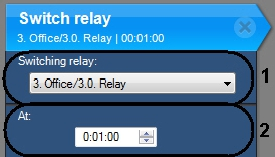 Switch relay
3. Office/3.0. Relay | 00:01:00
Switching relay:
1
3. Office/3.0. Relay
At:
2
0:01:00